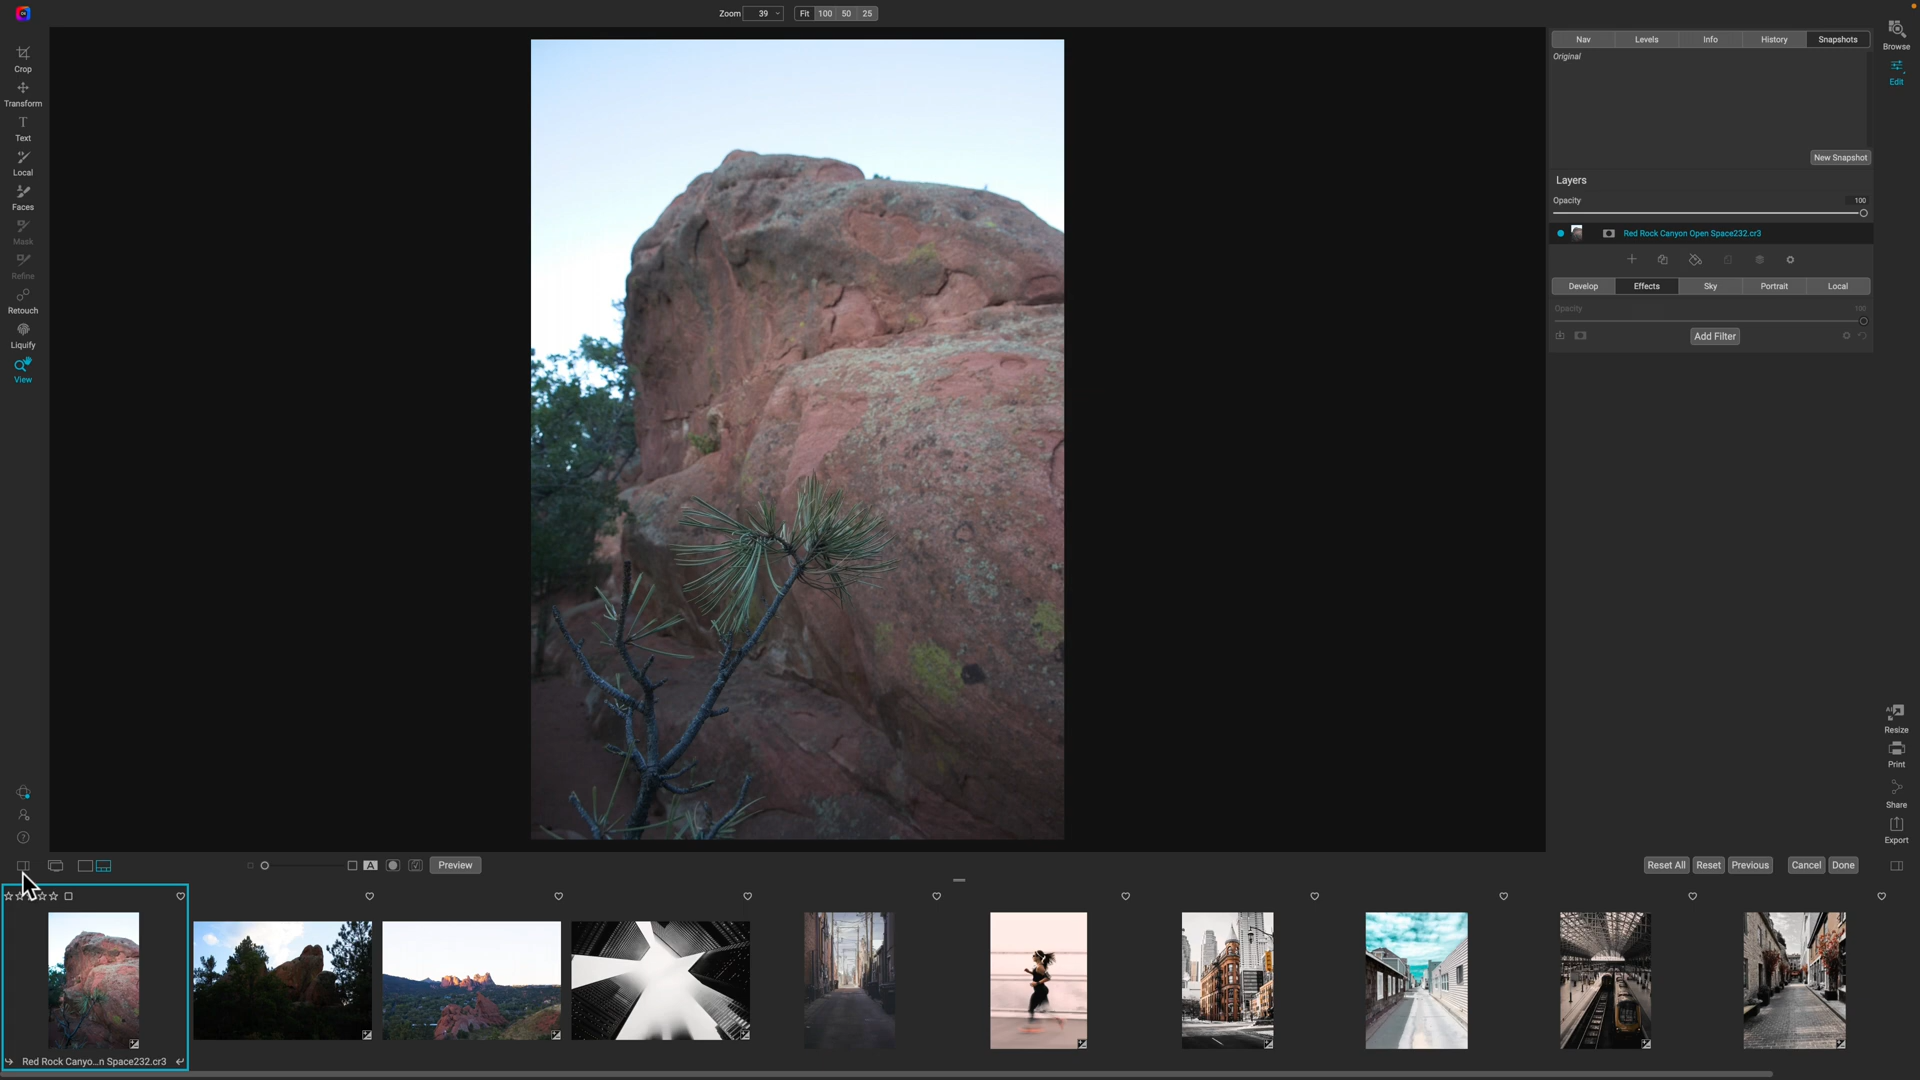 Zoom 39 Fit 100 50 25
Crop
Transform
Text
Local
Faces
Mask
Refine
Retouch
Liquify
View
Nav Levels Info History Snapshots
Original
New Snapshot
Layers
Opacity 100
Red Rock Canyon Open Space232.cr3
Develop Effects Sky Portrait Local
Opacity 100
Add Filter
Browse
Edit
Resize
Print
Share
Export
A Preview
Reset All Reset Previous Cancel Done
Red Rock Canyo...n Space232.cr3